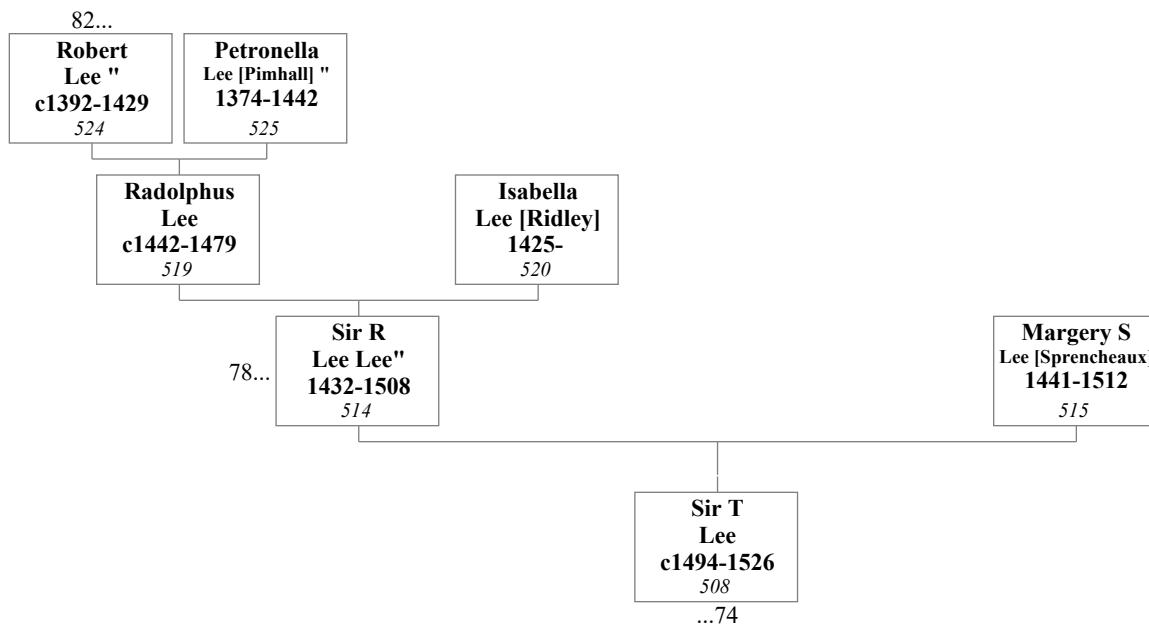 82...
Robert
Lee "
c1392-1429
524
Petronella
Lee [Pimhall] "
1374-1442
525
Radolphus
Lee
c1442-1479
519
Isabella
Lee [Ridley]
1425-
520
78...
Sir R
Lee Lee"
1432-1508
514
Margery S
Lee [Sprencheaux]
1441-1512
515
Sir T
Lee
c1494-1526
508
...74